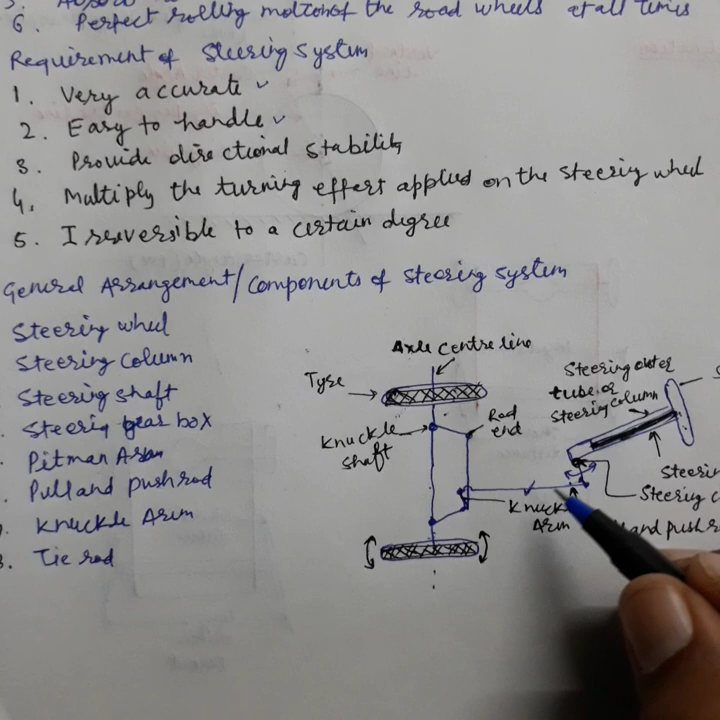 6. Perfect rolling motion of the road wheels at all times
Requirement of Steering System
1. Very accurate
2. Easy to handle
3. Provide directional stability
4. Multiply the turning effort applied on the steering wheel
5. Irreversible to a certain degree
General Arrangement/Components of steering system
Steering wheel
Steering Column
Steering shaft
Steering gear box
Pitman Arm
Pull and push rod
Knuckle Arm
Tie rod
Axle Centre line
Tyre
Knuckle shaft
Rod end
Steering outer
tube or
Steering column
Steering
Knuckle
Arm
and push r